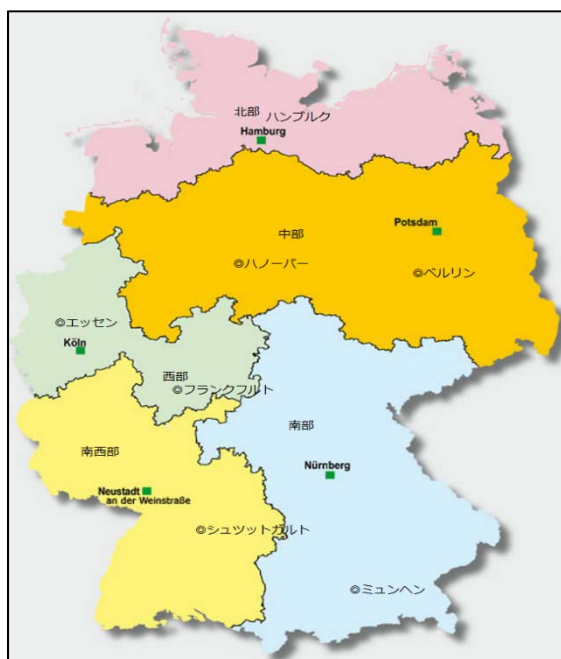 北部 ハンブルク
Hamburg
中部
Potsdam
◎ハノーバー
◎ベルリン
◎エッセン
Köln
西部
◎フランクフルト
南部
南西部
Nürnberg
Neustadt
an der Weinstraße
◎シュツットガルト
◎ミュンヘン